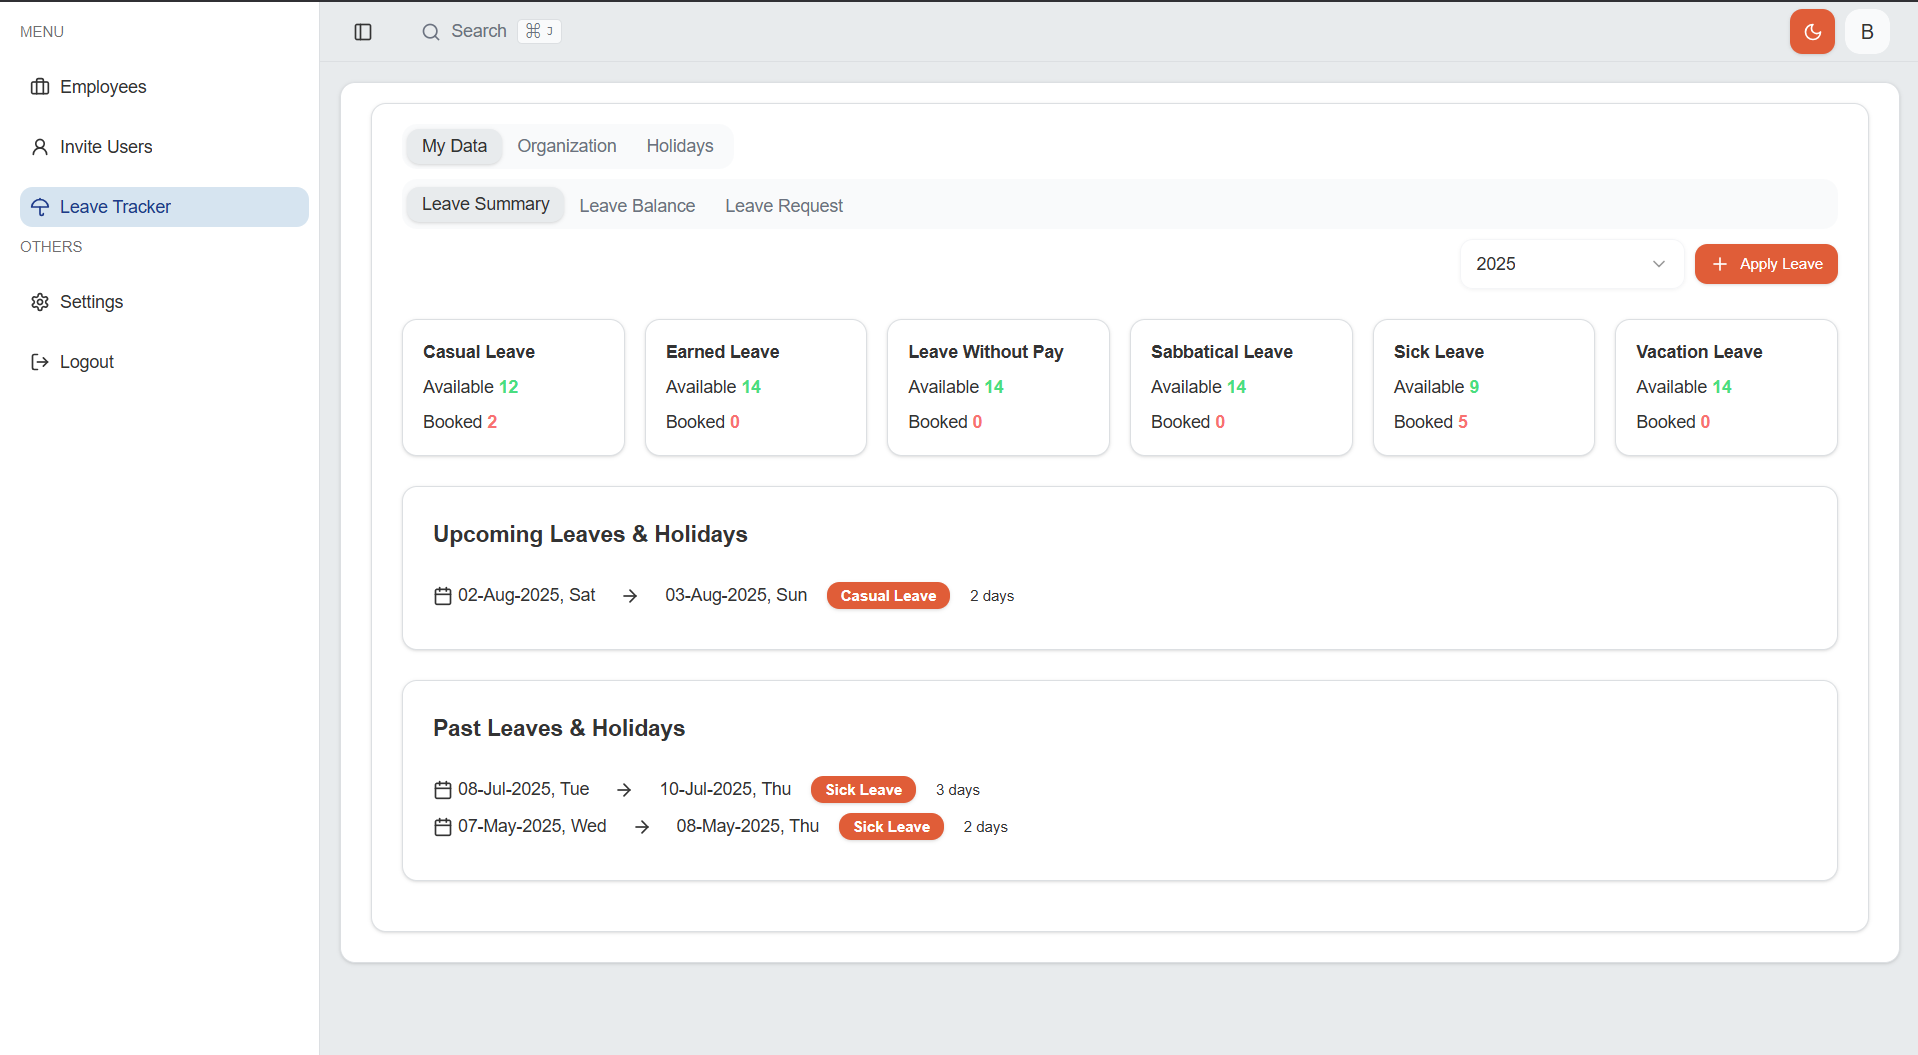 MENU
Employees
Invite Users
Leave Tracker
OTHERS
Settings
Logout
Search ⌘ J
B
My Data Organization Holidays
Leave Summary Leave Balance Leave Request
2025 Apply Leave
Casual Leave
Available 12
Booked 2
Earned Leave
Available 14
Booked 0
Leave Without Pay
Available 14
Booked 0
Sabbatical Leave
Available 14
Booked 0
Sick Leave
Available 9
Booked 5
Vacation Leave
Available 14
Booked 0
Upcoming Leaves & Holidays
02-Aug-2025, Sat → 03-Aug-2025, Sun Casual Leave 2 days
Past Leaves & Holidays
08-Jul-2025, Tue → 10-Jul-2025, Thu Sick Leave 3 days
07-May-2025, Wed → 08-May-2025, Thu Sick Leave 2 days